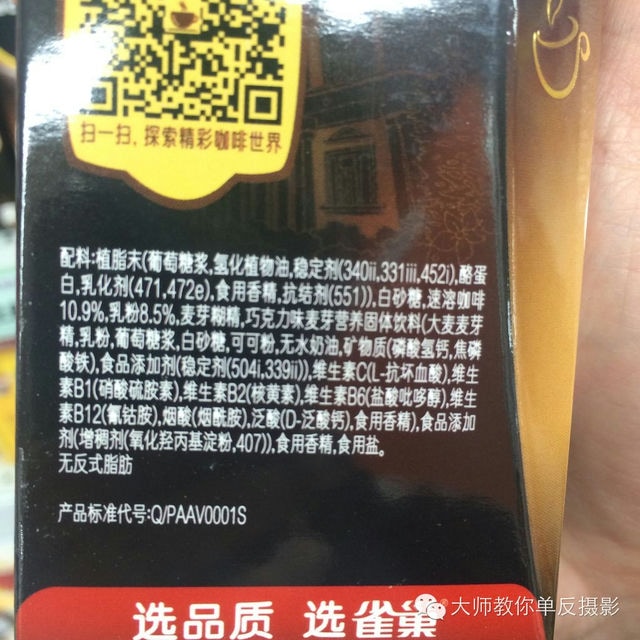 扫一扫,探索精彩咖啡世界
配料:植脂末(葡萄糖浆,氢化植物油,稳定剂(340ii,331iii,452i),酪蛋
白,乳化剂(471,472e),食用香精,抗结剂(551)),白砂糖,速溶咖啡
10.9%,乳粉8.5%,麦芽糊精,巧克力味麦芽营养固体饮料(大麦麦芽
精,乳粉,葡萄糖浆,白砂糖,可可粉,无水奶油,矿物质(磷酸氢钙,焦磷
酸铁),食品添加剂(稳定剂(504i,339ii)),维生素C(L-抗坏血酸),维生
素B1(硝酸硫胺素),维生素B2(核黄素),维生素B6(盐酸吡哆醇),维生
素B12(氰钴胺),烟酸(烟酰胺),泛酸(D-泛酸钙),食用香精),食品添加
剂(增稠剂(氧化羟丙基淀粉,407)),食用香精,食用盐。
无反式脂肪
产品标准代号:Q/PAAV0001S
选品质 选雀巢
大师教你单反摄影